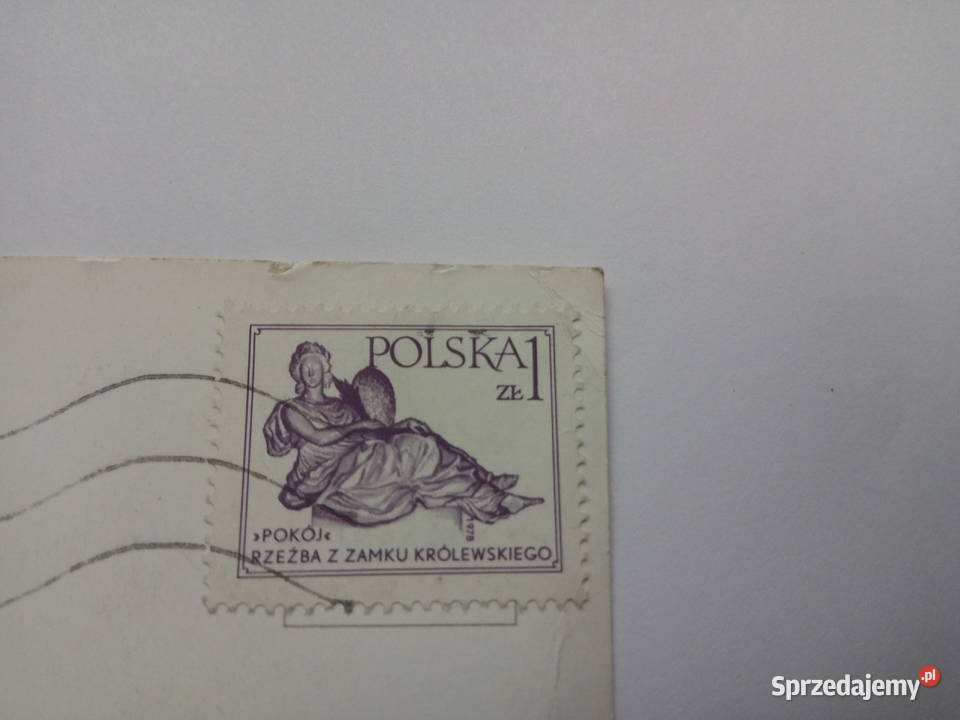 POLSKA 1
ZŁ
1978
»POKÓJ«
RZEŹBA Z ZAMKU KRÓLEWSKIEGO
Sprzedajemy.pl